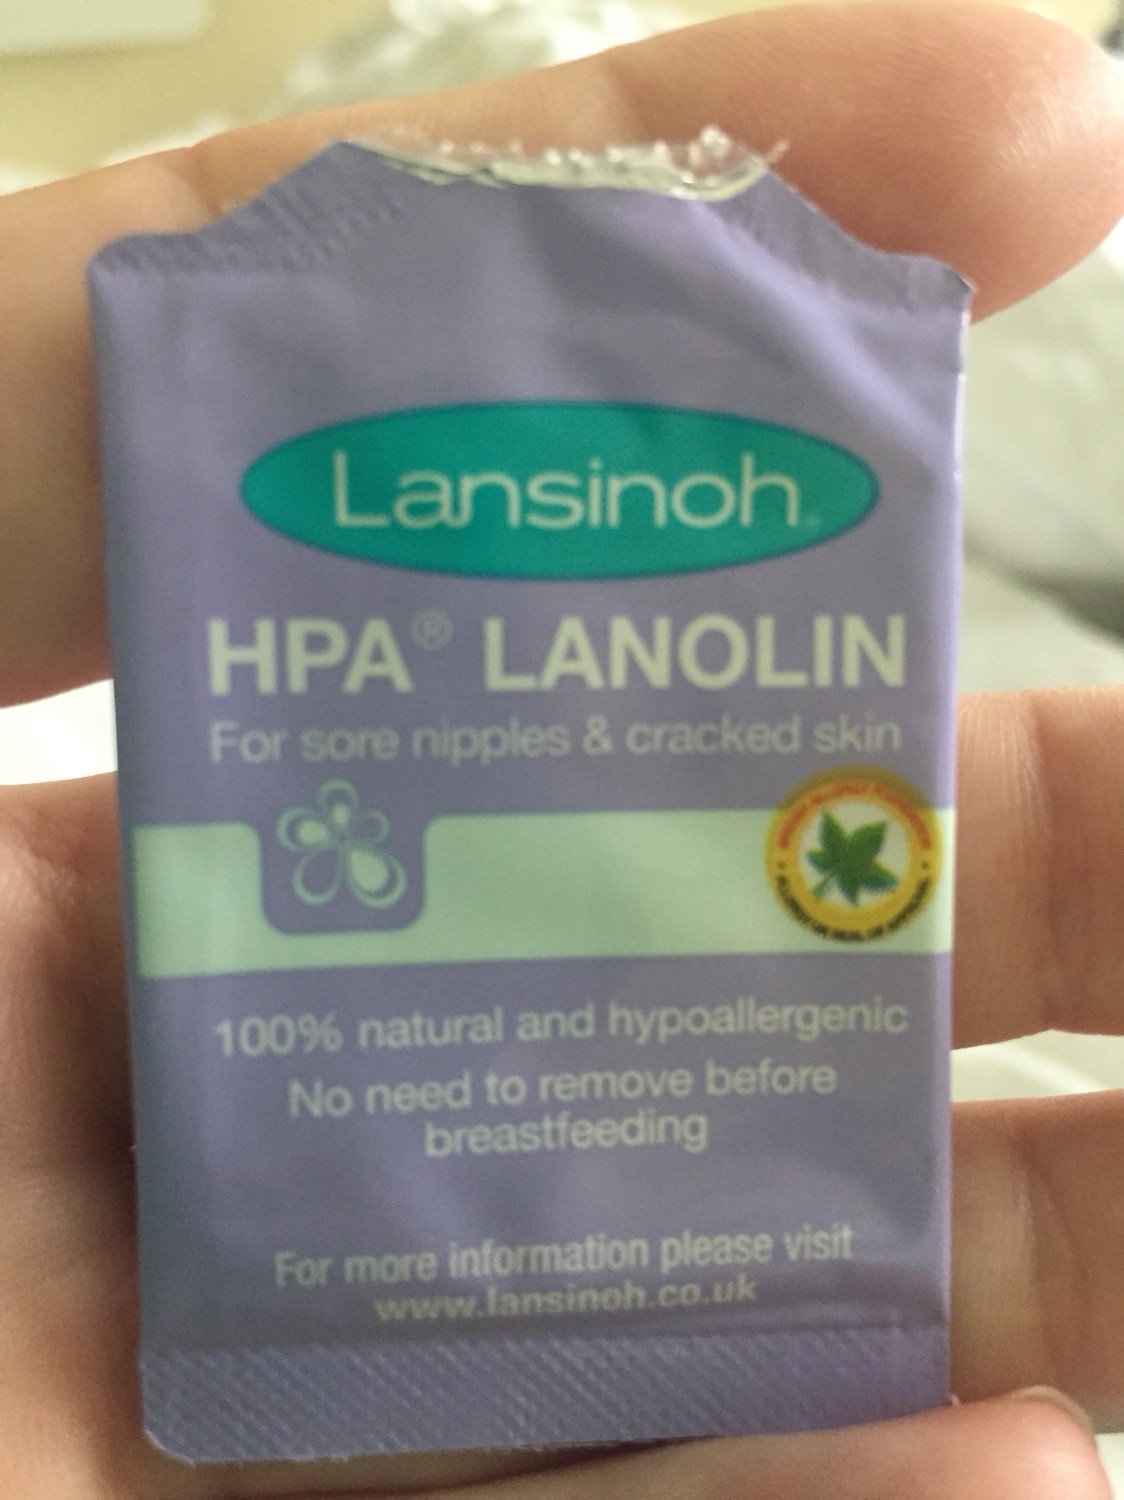 Lansinoh
HPA® LANOLIN
For sore nipples & cracked skin
100% natural and hypoallergenic
No need to remove before
breastfeeding
For more information please visit
www.lansinoh.co.uk